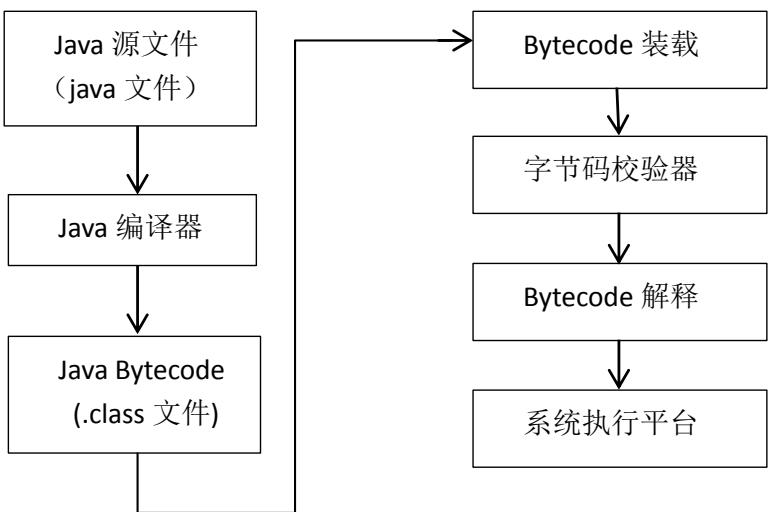 Java 源文件
（java 文件）
Java 编译器
Java Bytecode
(.class 文件)
Bytecode 装载
字节码校验器
Bytecode 解释
系统执行平台